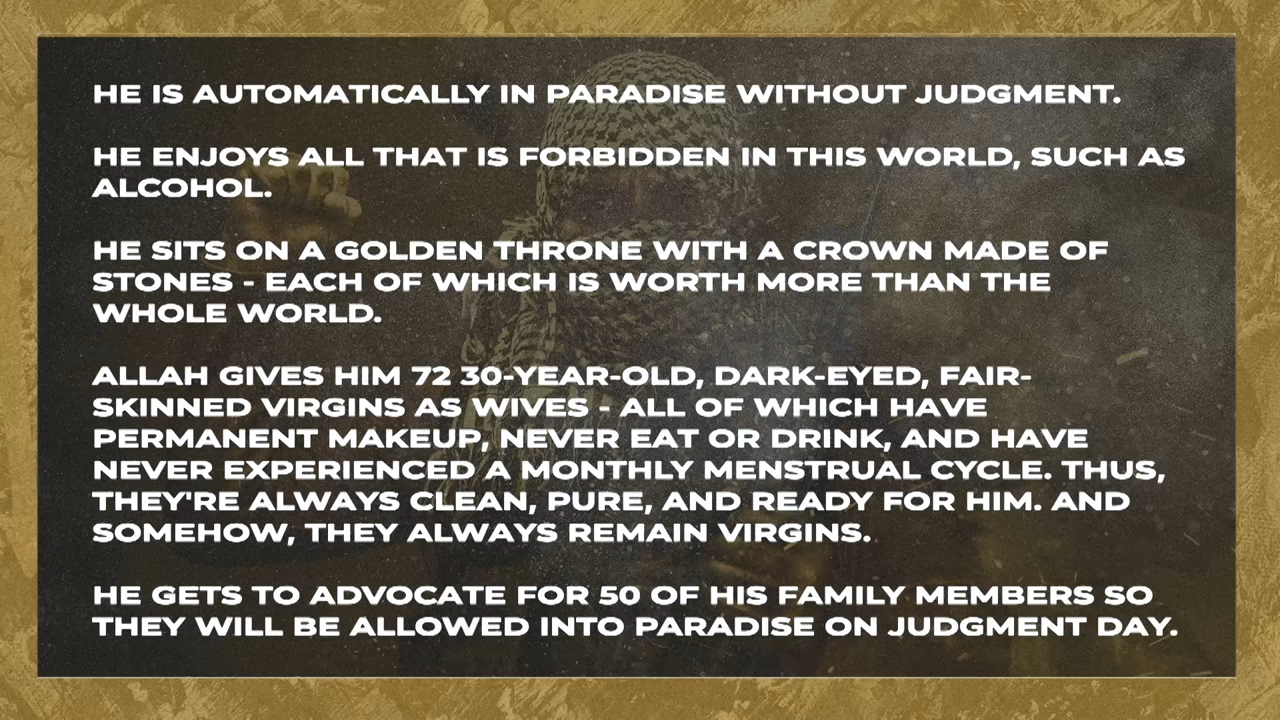 HE IS AUTOMATICALLY IN PARADISE WITHOUT JUDGMENT.
HE ENJOYS ALL THAT IS FORBIDDEN IN THIS WORLD, SUCH AS
ALCOHOL.
HE SITS ON A GOLDEN THRONE WITH A CROWN MADE OF
STONES - EACH OF WHICH IS WORTH MORE THAN THE
WHOLE WORLD.
ALLAH GIVES HIM 72 30-YEAR-OLD, DARK-EYED, FAIR-
SKINNED VIRGINS AS WIVES - ALL OF WHICH HAVE
PERMANENT MAKEUP, NEVER EAT OR DRINK, AND HAVE
NEVER EXPERIENCED A MONTHLY MENSTRUAL CYCLE. THUS,
THEY'RE ALWAYS CLEAN, PURE, AND READY FOR HIM. AND
SOMEHOW, THEY ALWAYS REMAIN VIRGINS.
HE GETS TO ADVOCATE FOR 50 OF HIS FAMILY MEMBERS SO
THEY WILL BE ALLOWED INTO PARADISE ON JUDGMENT DAY.